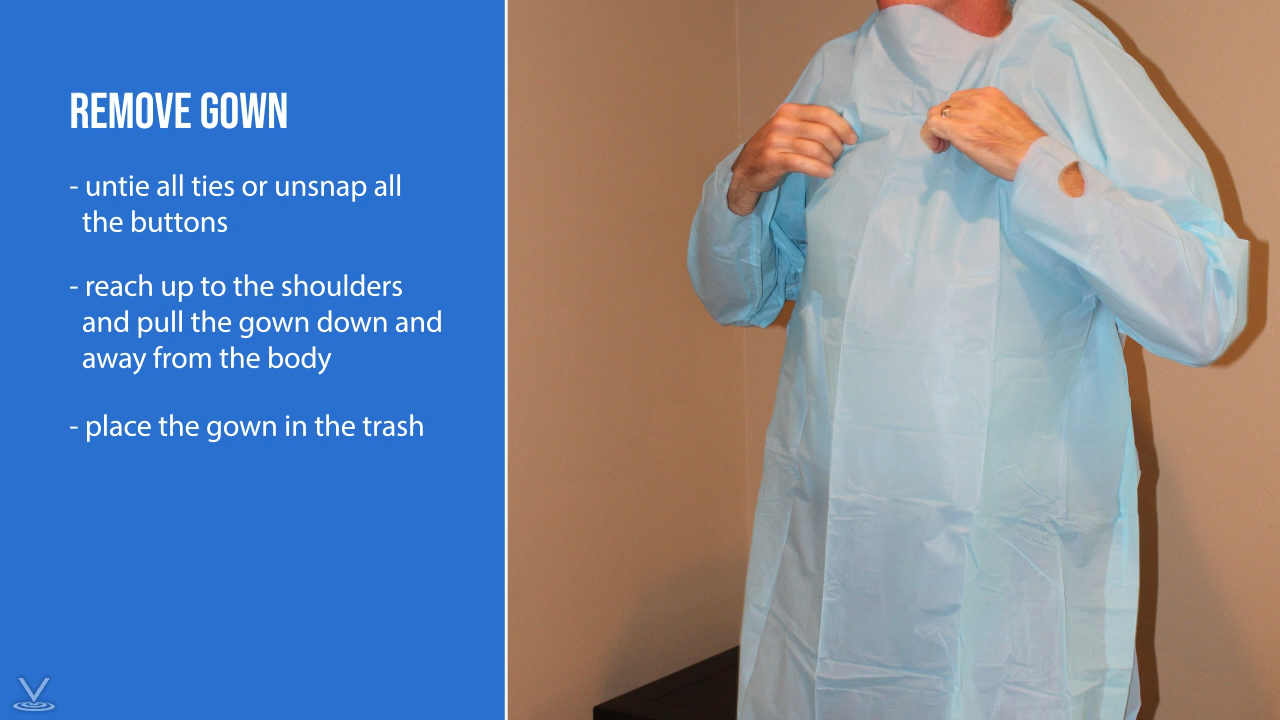 REMOVE GOWN
- untie all ties or unsnap all
the buttons
- reach up to the shoulders
and pull the gown down and
away from the body
- place the gown in the trash